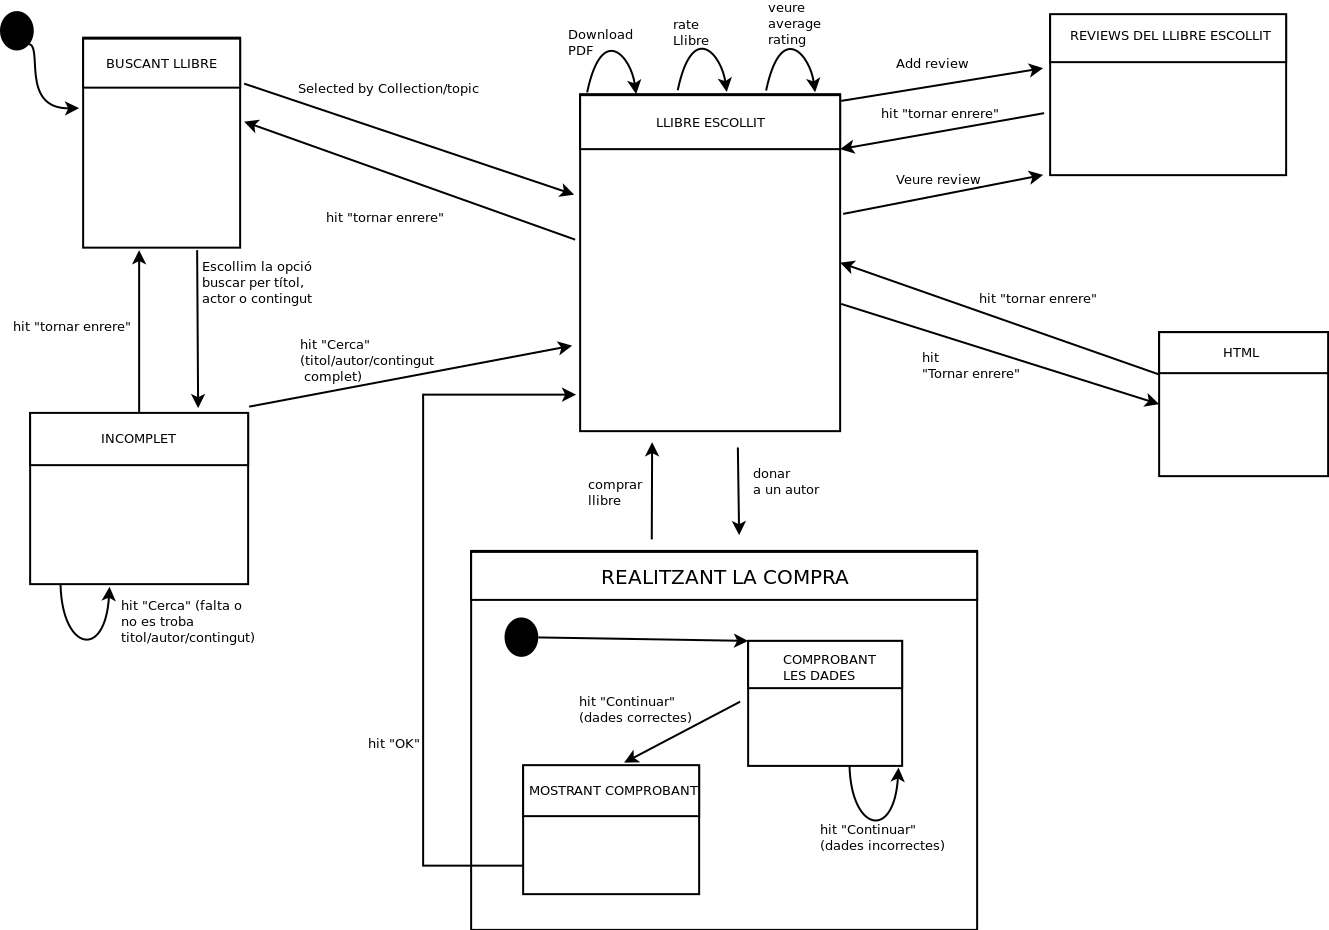 veure
average
rating
rate
Llibre
Download
PDF
REVIEWS DEL LLIBRE ESCOLLIT
BUSCANT LLIBRE
Add review
Selected by Collection/topic
hit "tornar enrere"
LLIBRE ESCOLLIT
Veure review
hit "tornar enrere"
Escollim la opció
buscar per títol,
actor o contingut
hit "tornar enrere"
hit "tornar enrere"
hit "Cerca"
(titol/autor/contingut
complet)
hit
"Tornar enrere"
HTML
INCOMPLET
comprar
llibre
donar
a un autor
REALITZANT LA COMPRA
hit "Cerca" (falta o
no es troba
titol/autor/contingut)
COMPROBANT
LES DADES
hit "Continuar"
(dades correctes)
hit "OK"
MOSTRANT COMPROBANT
hit "Continuar"
(dades incorrectes)